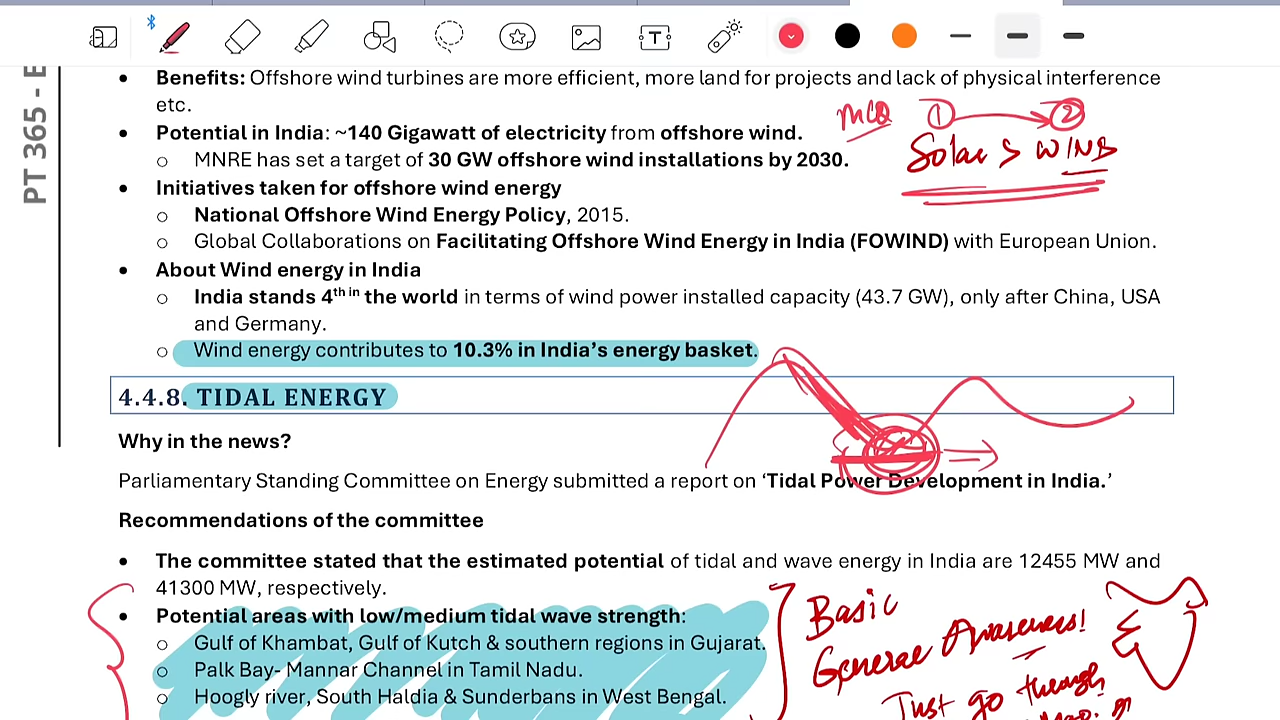 PT 365 - E
• Benefits: Offshore wind turbines are more efficient, more land for projects and lack of physical interference
etc.
MCQ ① ②
• Potential in India: ~140 Gigawatt of electricity from offshore wind.
Solar > WIND
o MNRE has set a target of 30 GW offshore wind installations by 2030.
• Initiatives taken for offshore wind energy
o National Offshore Wind Energy Policy, 2015.
o Global Collaborations on Facilitating Offshore Wind Energy in India (FOWIND) with European Union.
• About Wind energy in India
o India stands 4th in the world in terms of wind power installed capacity (43.7 GW), only after China, USA
and Germany.
o Wind energy contributes to 10.3% in India's energy basket.
4.4.8. TIDAL ENERGY
Why in the news?
Parliamentary Standing Committee on Energy submitted a report on 'Tidal Power Development in India.'
Recommendations of the committee
• The committee stated that the estimated potential of tidal and wave energy in India are 12455 MW and
41300 MW, respectively.
• Potential areas with low/medium tidal wave strength:
o Gulf of Khambat, Gulf of Kutch & southern regions in Gujarat.
o Palk Bay- Mannar Channel in Tamil Nadu.
o Hoogly river, South Haldia & Sunderbans in West Bengal.
Basic
General Awareness!
Just go through